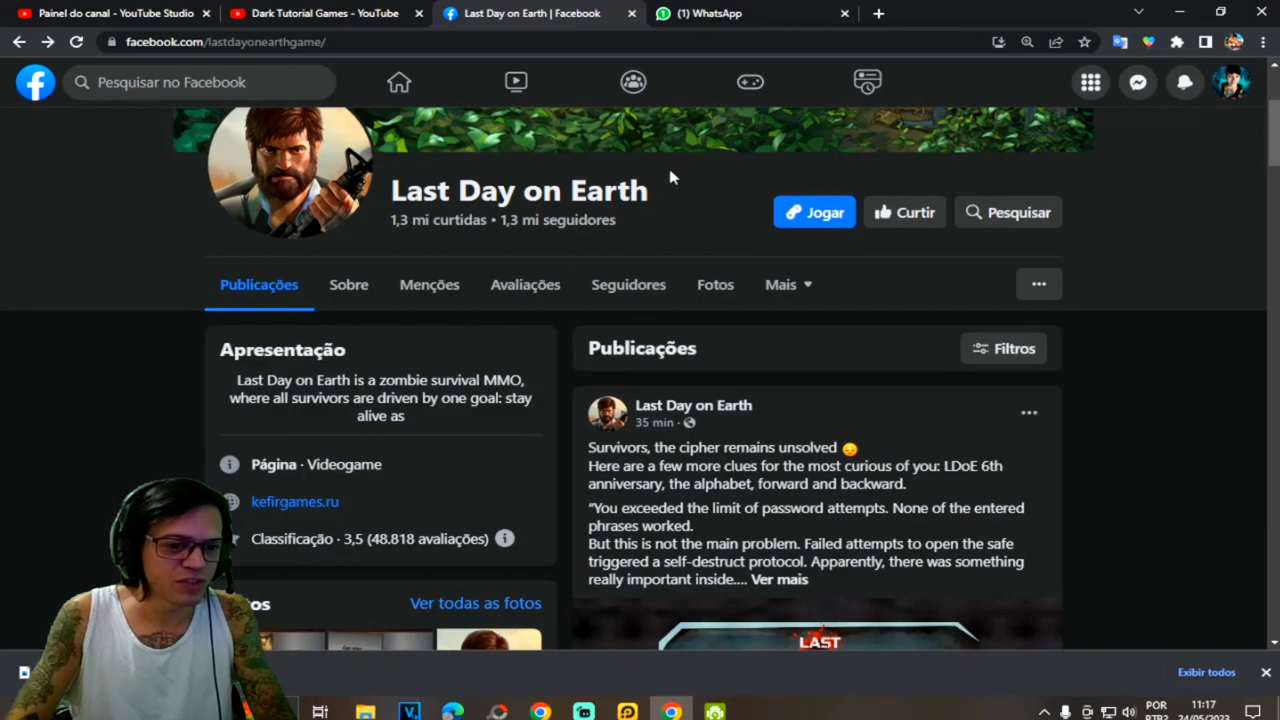 Painel do canal - YouTube Studio
Dark Tutorial Games - YouTube
Last Day on Earth | Facebook
(1) WhatsApp
facebook.com/lastdayonearthgame/
Pesquisar no Facebook
Last Day on Earth
1,3 mi curtidas • 1,3 mi seguidores
Jogar
Curtir
Pesquisar
Publicações
Sobre
Menções
Avaliações
Seguidores
Fotos
Mais
Apresentação
Last Day on Earth is a zombie survival MMO,
where all survivors are driven by one goal: stay
alive as
Página · Videogame
kefirgames.ru
Classificação · 3,5 (48.818 avaliações)
Ver todas as fotos
Publicações
Filtros
Last Day on Earth
35 min ·
Survivors, the cipher remains unsolved
Here are a few more clues for the most curious of you: LDoE 6th
anniversary, the alphabet, forward and backward.
"You exceeded the limit of password attempts. None of the entered
phrases worked.
But this is not the main problem. Failed attempts to open the safe
triggered a self-destruct protocol. Apparently, there was something
really important inside.... Ver mais
LAST
Exibir todos
POR
11:17
24/05/2023